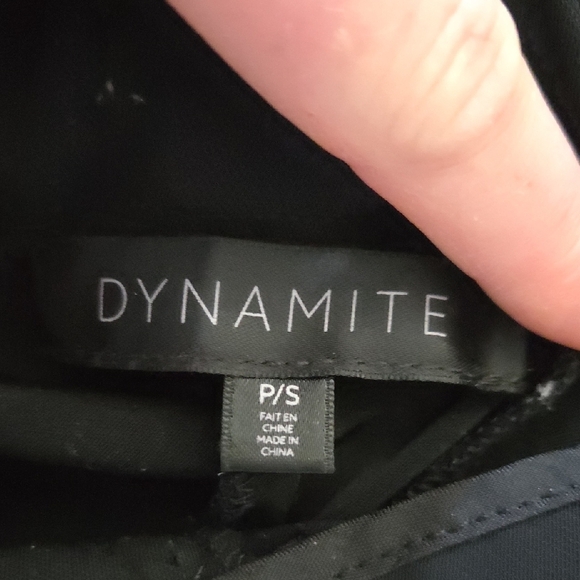 DYNAMITE
P/S
FAIT EN
CHINE
MADE IN
CHINA